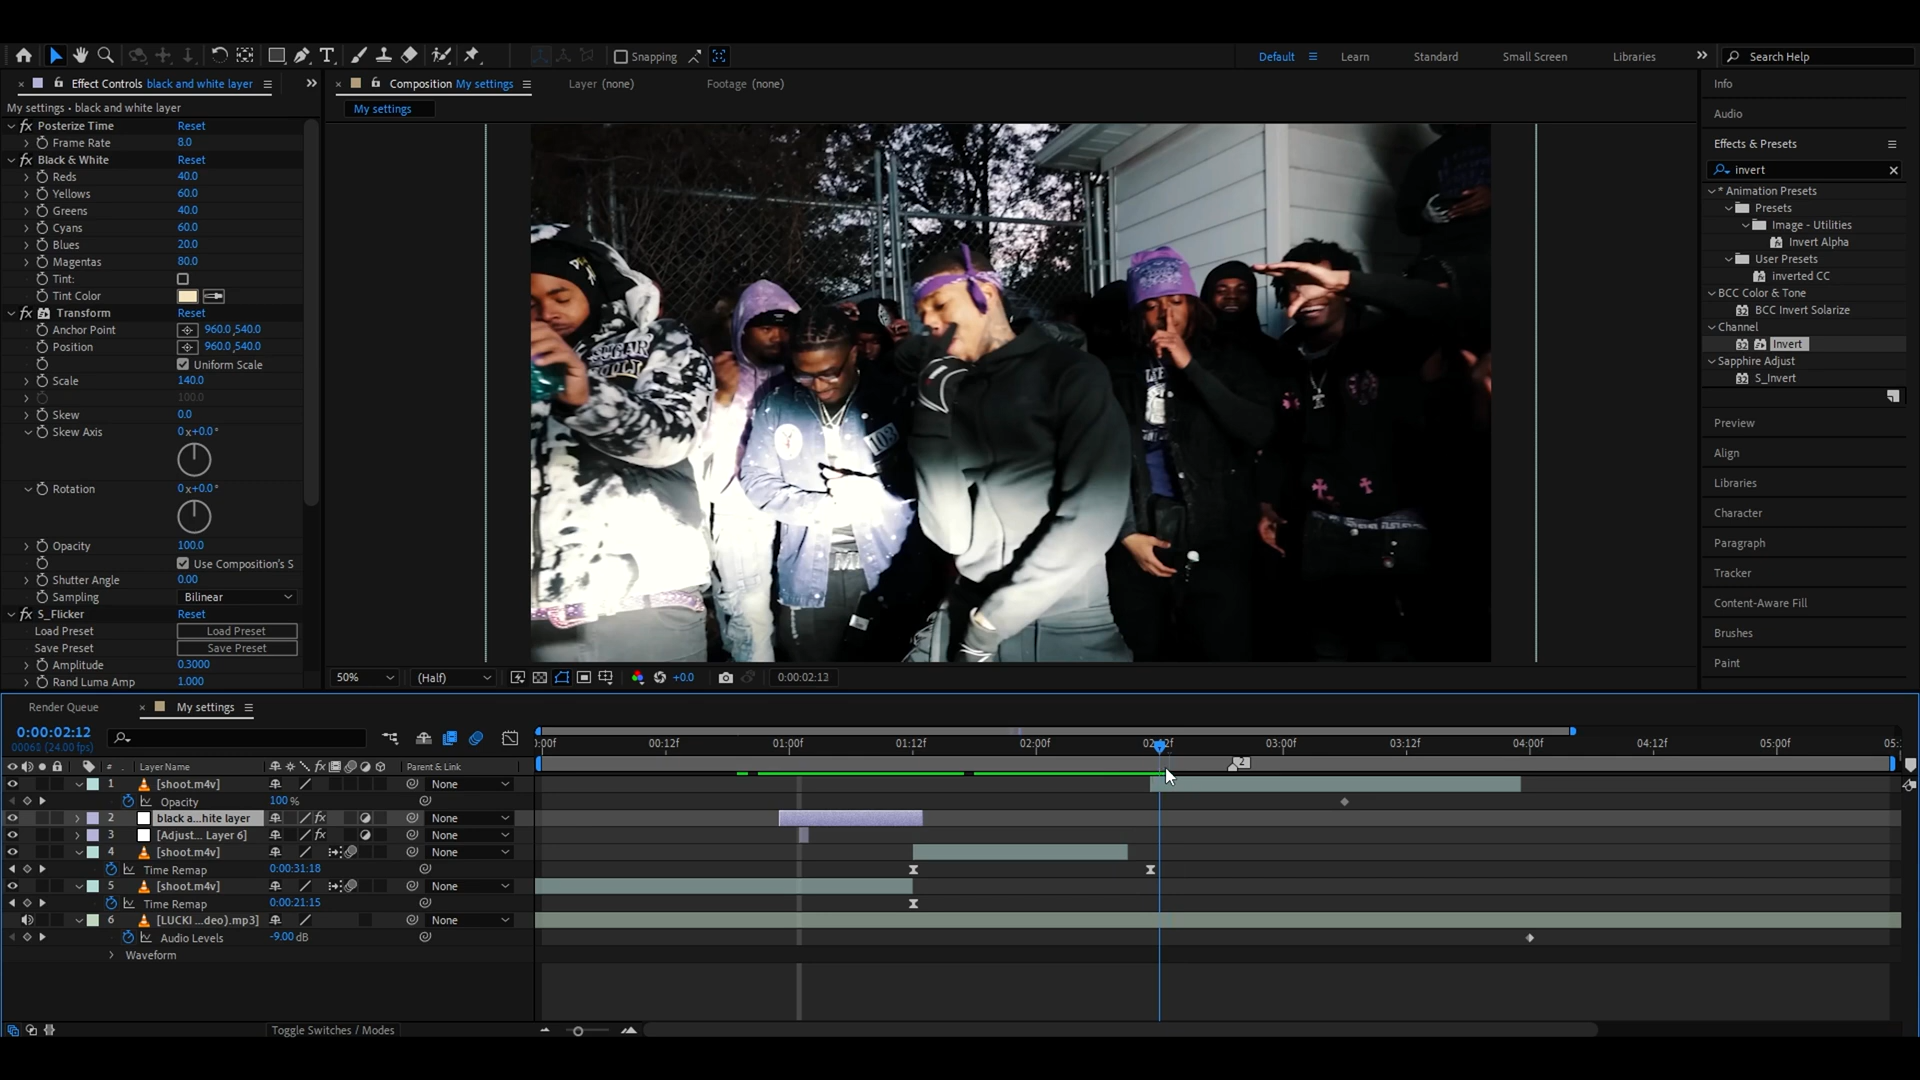 Snapping
Default
Learn
Standard
Small Screen
Libraries
Search Help
Effect Controls black and white layer
Composition My settings
Layer (none)
Footage (none)
Info
My settings • black and white layer
My settings
Audio
Posterize Time Reset
Frame Rate 8.0
Black & White Reset
Reds 40.0
Yellows 60.0
Greens 40.0
Cyans 60.0
Blues 20.0
Magentas 80.0
Tint:
Tint Color
Transform Reset
Anchor Point 960.0,540.0
Position 960.0,540.0
Uniform Scale
Scale 140.0
100.0
Skew 0.0
Skew Axis 0x+0.0°
Rotation 0x+0.0°
Opacity 100.0
Use Composition's S
Shutter Angle 0.00
Sampling Bilinear
S_Flicker Reset
Load Preset Load Preset
Save Preset Save Preset
Amplitude 0.3000
Rand Luma Amp 1.000
103
Effects & Presets
invert
* Animation Presets
Presets
Image - Utilities
Invert Alpha
User Presets
inverted CC
BCC Color & Tone
BCC Invert Solarize
Channel
32 Invert
Sapphire Adjust
32 S_Invert
Preview
Align
Libraries
Character
Paragraph
Tracker
Content-Aware Fill
Brushes
Paint
50% (Half) +0.0 0:00:02:12
Render Queue
My settings
0:00:02:12
(24.00 fps)
:00f 00:12f 01:00f 01:12f 02:00f 03:00f 03:12f 04:00f 04:12f 05:00f 05:
# Layer Name fx Parent & Link
2
1 [shoot.m4v] None
Opacity 100 %
2 black a...hite layer fx None
3 [Adjust... Layer 6] fx None
4 [shoot.m4v] None
Time Remap 0:00:31:18
5 [shoot.m4v] None
Time Remap 0:00:21:15
6 [LUCKI ...deo).mp3] None
Audio Levels -9.00 dB
Waveform
Toggle Switches / Modes